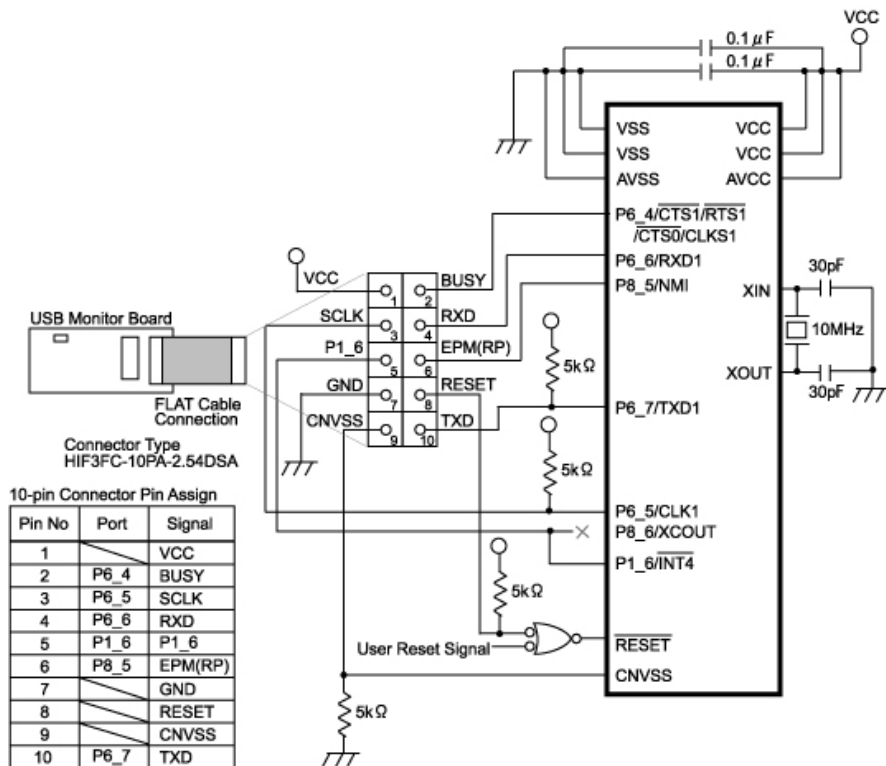 VCC
0.1μF
0.1μF
VSS
VCC
VSS
VCC
AVSS
AVCC
P6_4/CTS1/RTS1
/CTS0/CLKS1
P6_6/RXD1
P8_5/NMI
XIN
30pF
10MHz
XOUT
30pF
P6_7/TXD1
P6_5/CLK1
P8_6/XCOUT
P1_6/INT4
RESET
CNVSS
VCC
BUSY
1
2
SCLK
RXD
3
4
P1_6
EPM(RP)
5
6
GND
RESET
7
8
CNVSS
TXD
9
10
5kΩ
5kΩ
5kΩ
User Reset Signal
5kΩ
USB Monitor Board
FLAT Cable
Connection
Connector Type
HIF3FC-10PA-2.54DSA
10-pin Connector Pin Assign
Pin No Port Signal
1 VCC
2 P6_4 BUSY
3 P6_5 SCLK
4 P6_6 RXD
5 P1_6 P1_6
6 P8_5 EPM(RP)
7 GND
8 RESET
9 CNVSS
10 P6_7 TXD